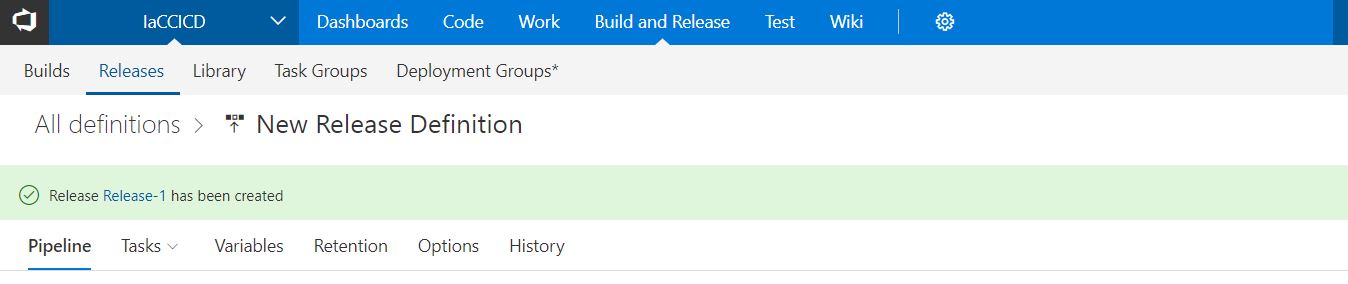 IaCCICD Dashboards Code Work Build and Release Test Wiki
Builds Releases Library Task Groups Deployment Groups*
All definitions > New Release Definition
Release Release-1 has been created
Pipeline Tasks Variables Retention Options History